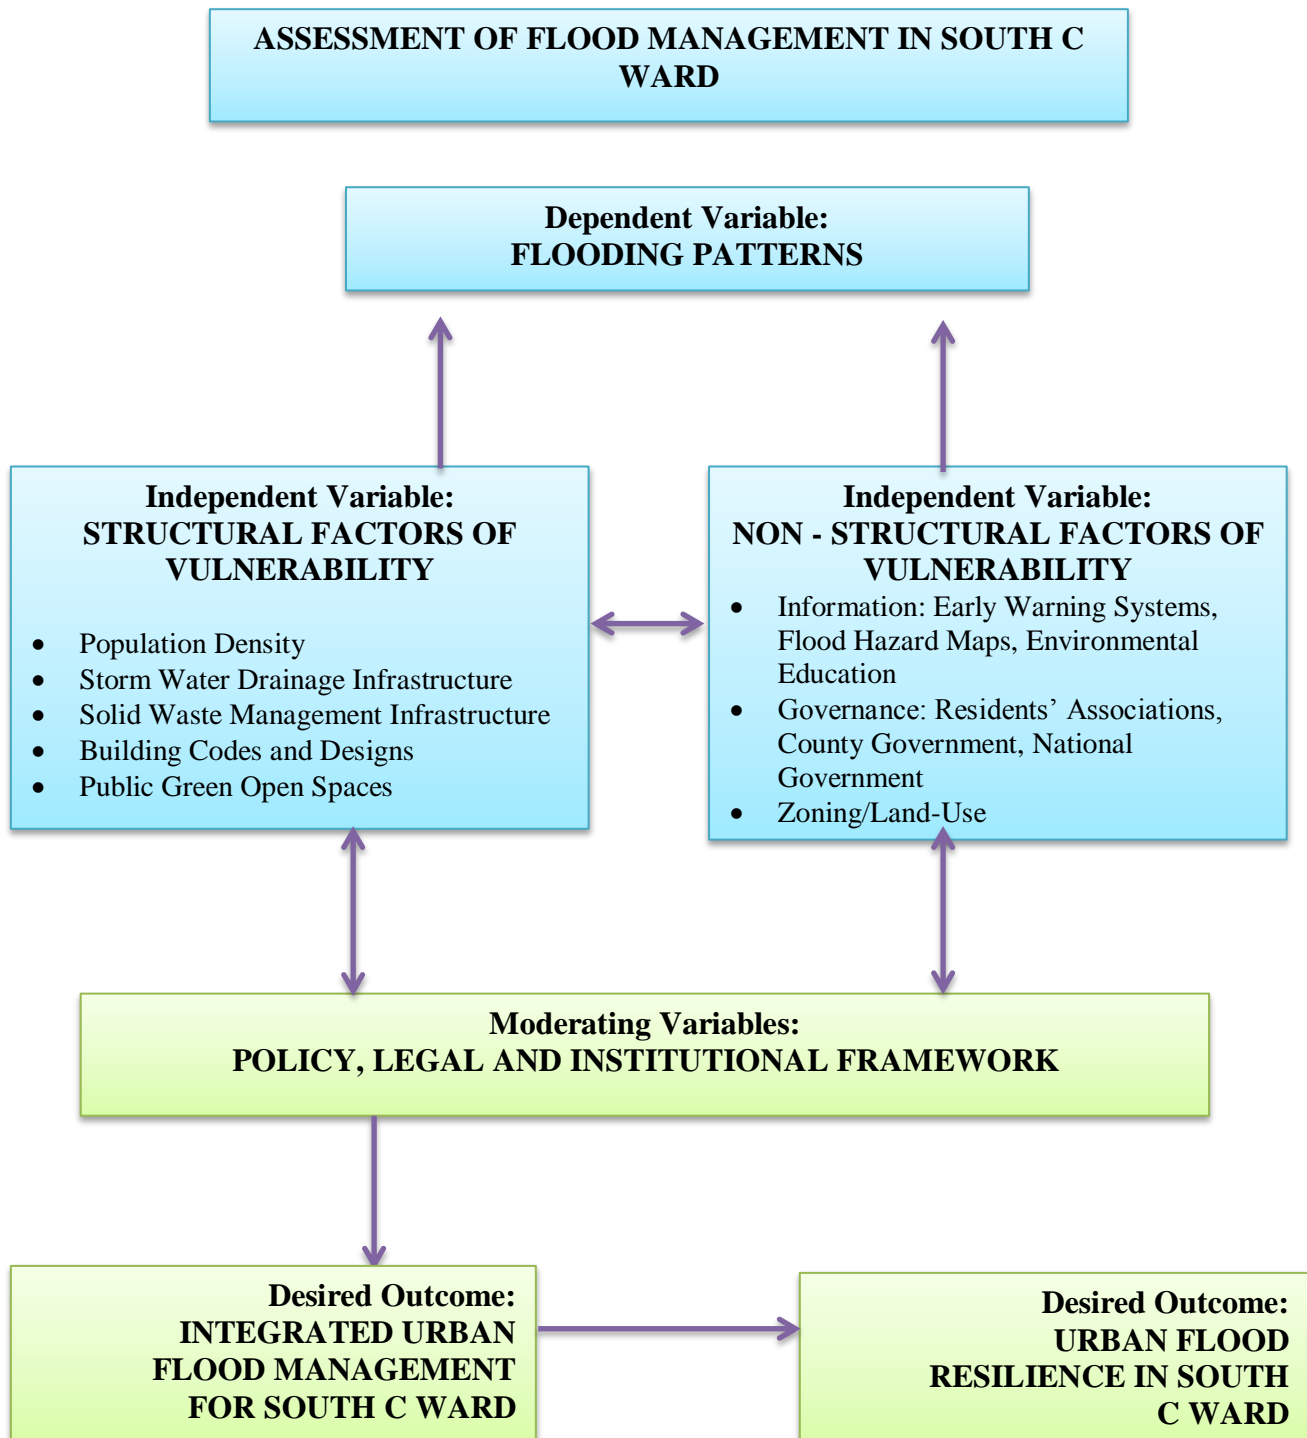 ASSESSMENT OF FLOOD MANAGEMENT IN SOUTH C
WARD
Dependent Variable:
FLOODING PATTERNS
Independent Variable:
STRUCTURAL FACTORS OF
VULNERABILITY
• Population Density
• Storm Water Drainage Infrastructure
• Solid Waste Management Infrastructure
• Building Codes and Designs
• Public Green Open Spaces
Independent Variable:
NON - STRUCTURAL FACTORS OF
VULNERABILITY
• Information: Early Warning Systems,
Flood Hazard Maps, Environmental
Education
• Governance: Residents’ Associations,
County Government, National
Government
• Zoning/Land-Use
Moderating Variables:
POLICY, LEGAL AND INSTITUTIONAL FRAMEWORK
Desired Outcome:
INTEGRATED URBAN
FLOOD MANAGEMENT
FOR SOUTH C WARD
Desired Outcome:
URBAN FLOOD
RESILIENCE IN SOUTH
C WARD